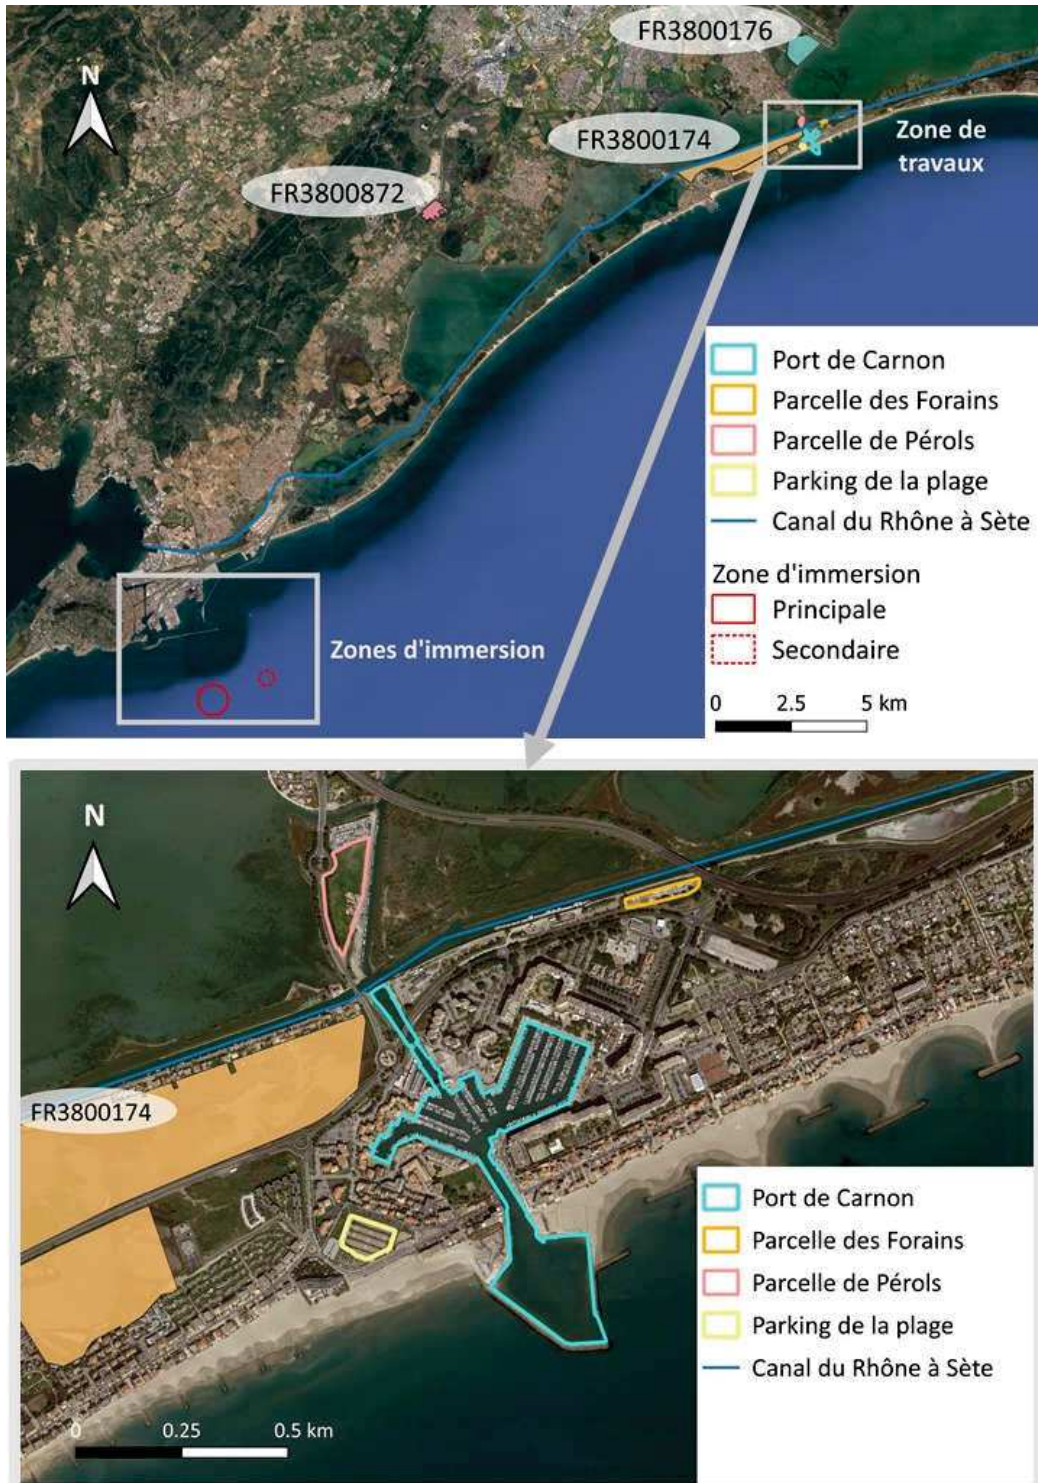 FR3800176
N
FR3800174
Zone de
travaux
FR3800872
Port de Carnon
Parcelle des Forains
Parcelle de Pérols
Parking de la plage
Canal du Rhône à Sète
Zone d'immersion
Principale
Secondaire
Zones d'immersion
0 2.5 5 km
N
FR3800174
Port de Carnon
Parcelle des Forains
Parcelle de Pérols
Parking de la plage
Canal du Rhône à Sète
0 0.25 0.5 km